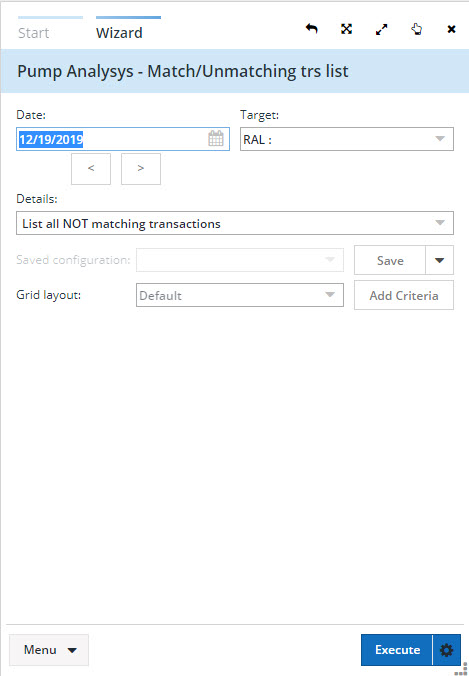 Start Wizard
Pump Analysys - Match/Unmatching trs list
Date: Target:
12/19/2019 RAL :
< >
Details:
List all NOT matching transactions
Saved configuration: Save
Grid layout: Default Add Criteria
Menu Execute